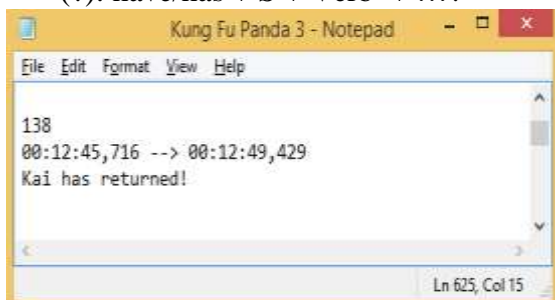 Kung Fu Panda 3 - Notepad
File Edit Format View Help
138
00:12:45,716 --> 00:12:49,429
Kai has returned!
Ln 625, Col 15